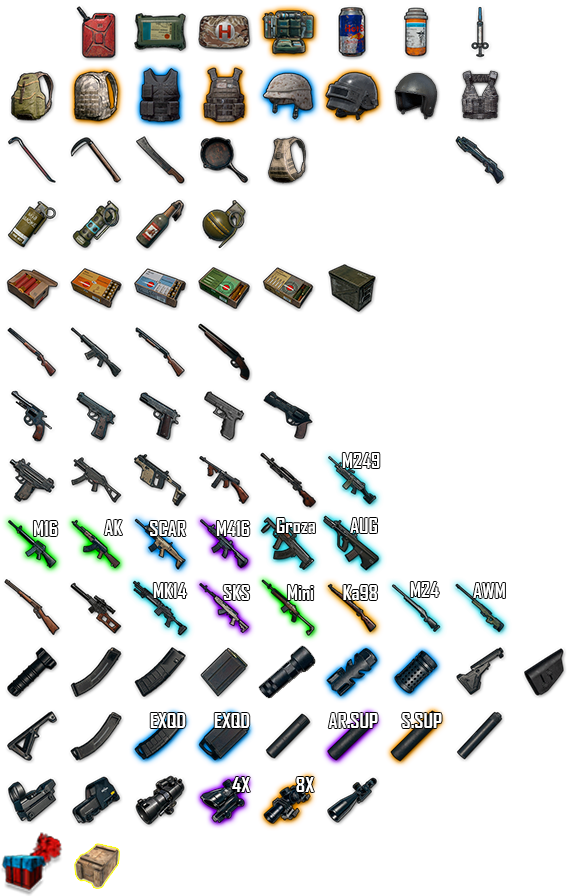 H
M249
M16 AK SCAR M416 Groza AUG
MK14 SKS Mini Ka98 M24 AWM
EXQD EXQD AR.SUP S.SUP
4X 8X